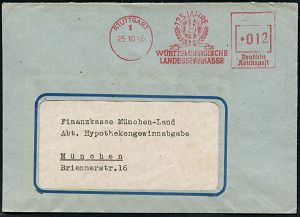 STUTTGART
1
25.10.45
125 JAHRE
WÜRTTEMBERGISCHE
LANDESSPARKASSE
*012
Deutsche
Reichspost
Finanzkasse München-Land
Abt. Hypothekengewinnabgabe
München
Briennerstr.16